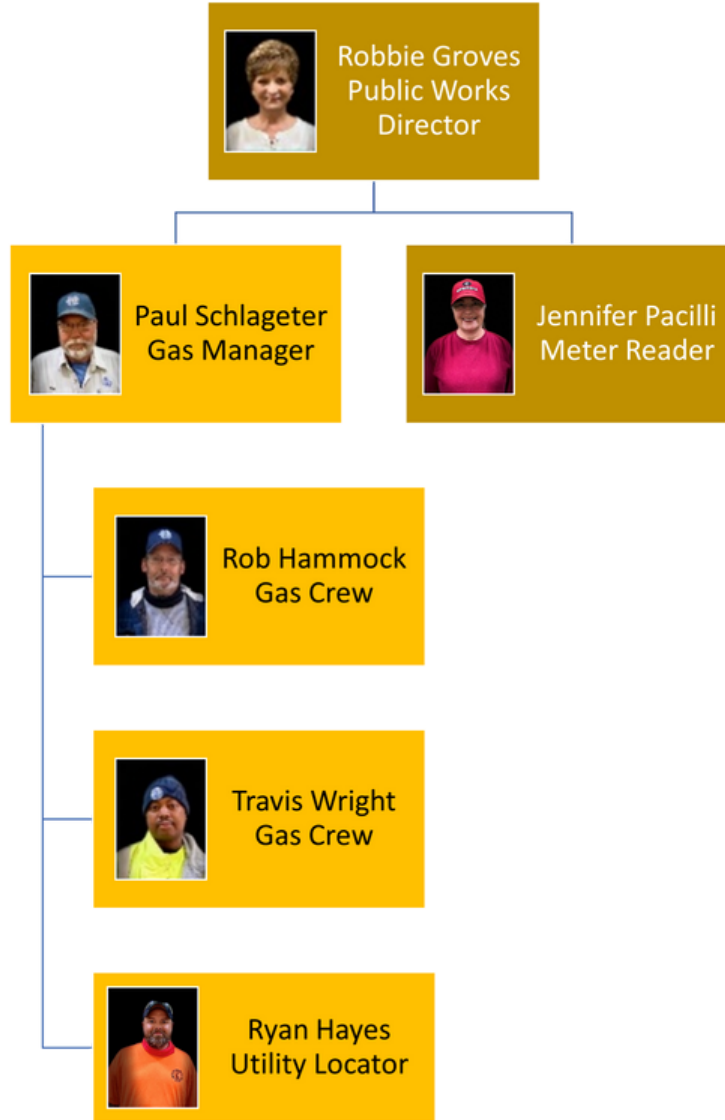 Robbie Groves
Public Works
Director
Paul Schlageter
Gas Manager
Jennifer Pacilli
Meter Reader
Rob Hammock
Gas Crew
Travis Wright
Gas Crew
Ryan Hayes
Utility Locator